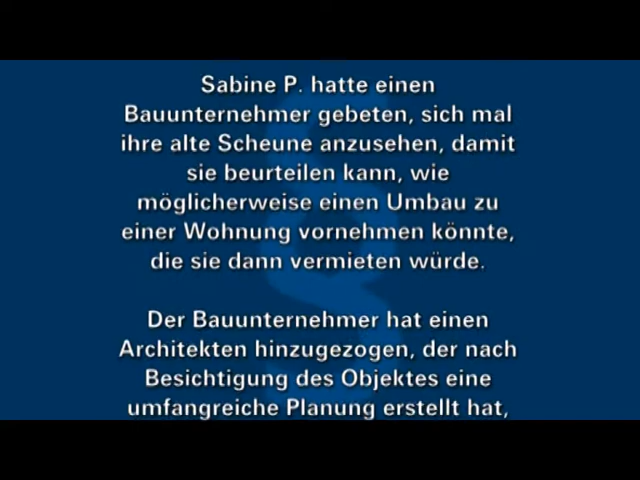 Sabine P. hatte einen
Bauunternehmer gebeten, sich mal
ihre alte Scheune anzusehen, damit
sie beurteilen kann, wie
möglicherweise einen Umbau zu
einer Wohnung vornehmen könnte,
die sie dann vermieten würde.
Der Bauunternehmer hat einen
Architekten hinzugezogen, der nach
Besichtigung des Objektes eine
umfangreiche Planung erstellt hat,